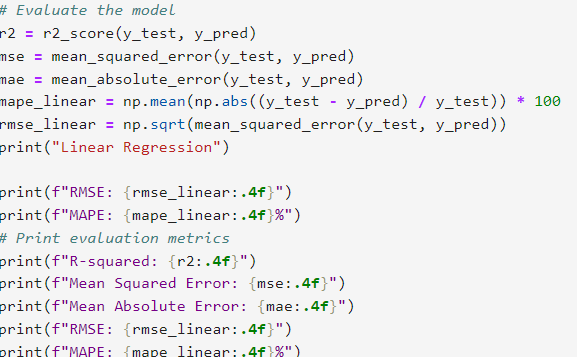 # Evaluate the model
r2 = r2_score(y_test, y_pred)
mse = mean_squared_error(y_test, y_pred)
mae = mean_absolute_error(y_test, y_pred)
mape_linear = np.mean(np.abs((y_test - y_pred) / y_test)) * 100
rmse_linear = np.sqrt(mean_squared_error(y_test, y_pred))
print("Linear Regression")
print(f"RMSE: {rmse_linear:.4f}")
print(f"MAPE: {mape_linear:.4f}%")
# Print evaluation metrics
print(f"R-squared: {r2:.4f}")
print(f"Mean Squared Error: {mse:.4f}")
print(f"Mean Absolute Error: {mae:.4f}")
print(f"RMSE: {rmse_linear:.4f}")
print(f"MAPE: {mape_linear:.4f}%")